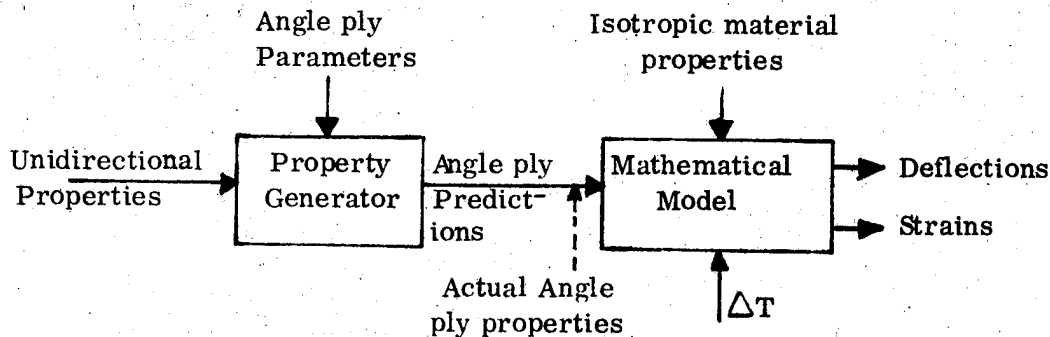 Angle ply
Parameters
Isotropic material
properties
Unidirectional
Properties
Property
Generator
Angle ply
Predict-
ions
Mathematical
Model
Deflections
Strains
Actual Angle
ply properties
ΔT